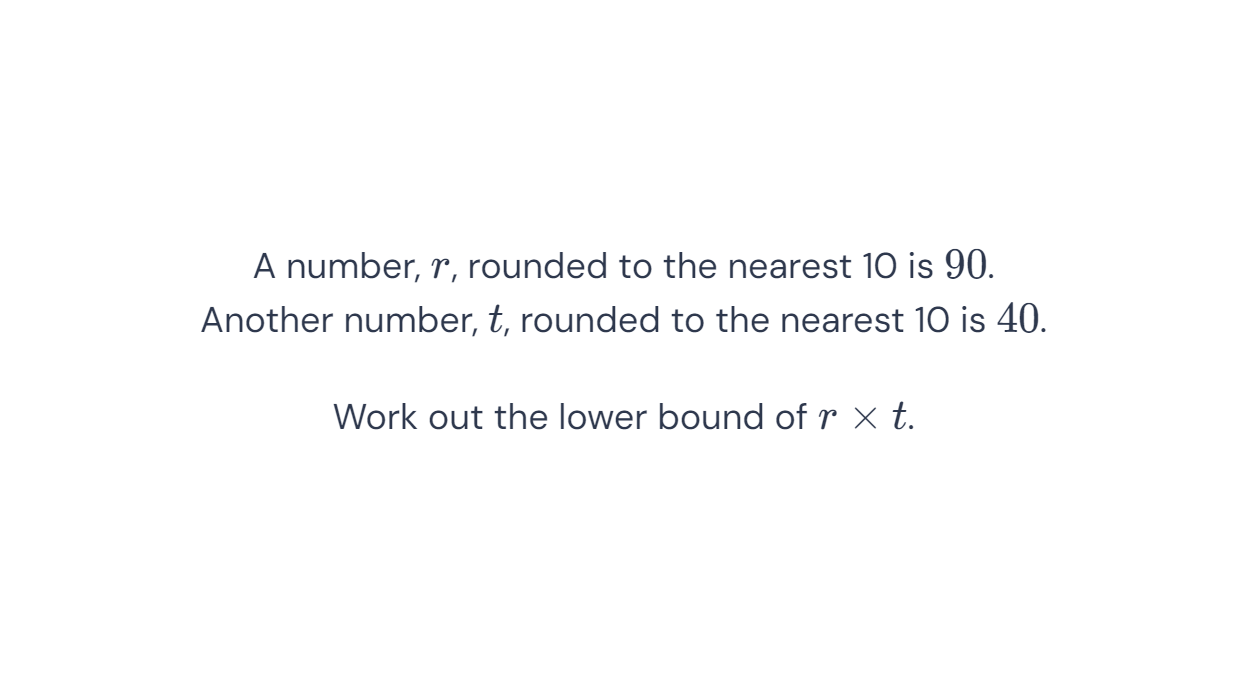 A number, r, rounded to the nearest 10 is 90.
Another number, t, rounded to the nearest 10 is 40.
Work out the lower bound of r × t.